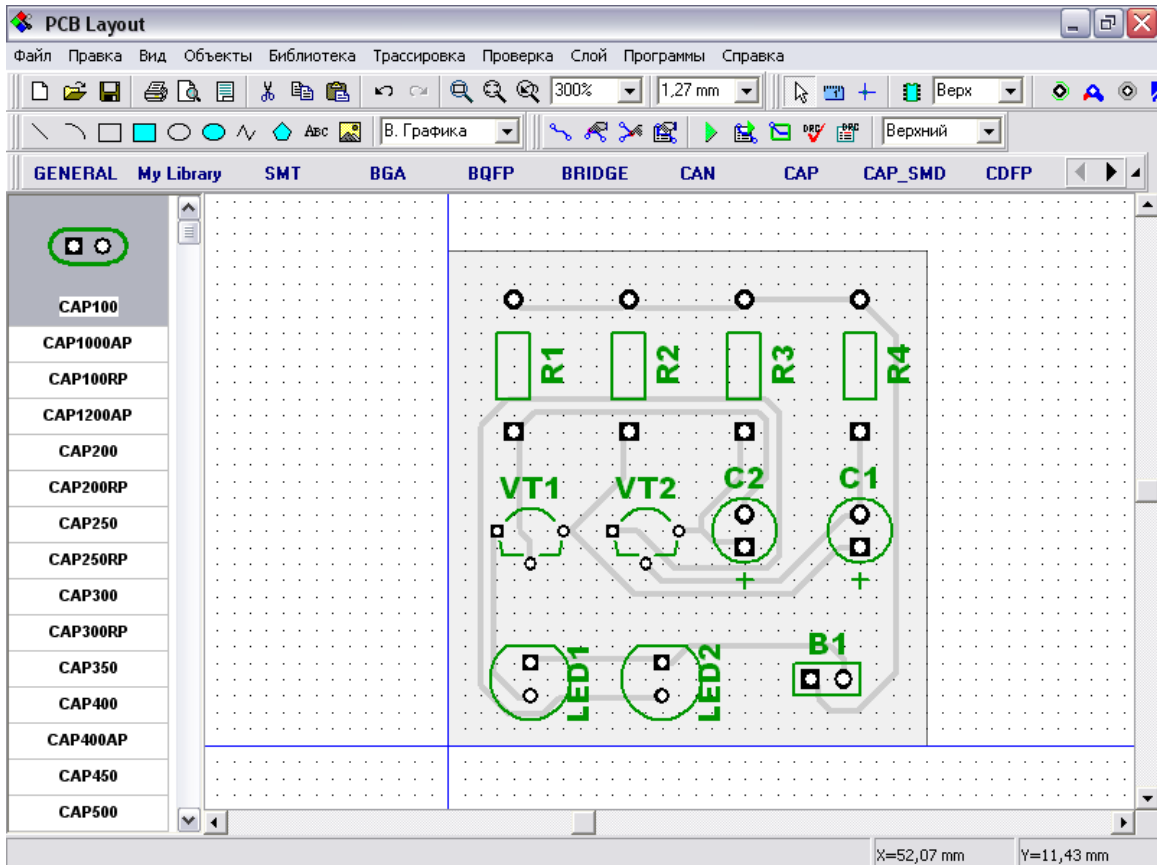 PCB Layout
Файл Правка Вид Объекты Библиотека Трассировка Проверка Слой Программы Справка
300% 1,27 mm Верх
ABC В. Графика DRC DRC Верхний
GENERAL My Library SMT BGA BQFP BRIDGE CAN CAP CAP_SMD CDFP
CAP100
CAP1000AP
CAP100RP
CAP1200AP
CAP200
CAP200RP
CAP250
CAP250RP
CAP300
CAP300RP
CAP350
CAP400
CAP400AP
CAP450
CAP500
R1 R2 R3 R4
VT1 VT2 C2 C1
+ +
LED1 LED2 B1
X=52,07 mm Y=11,43 mm